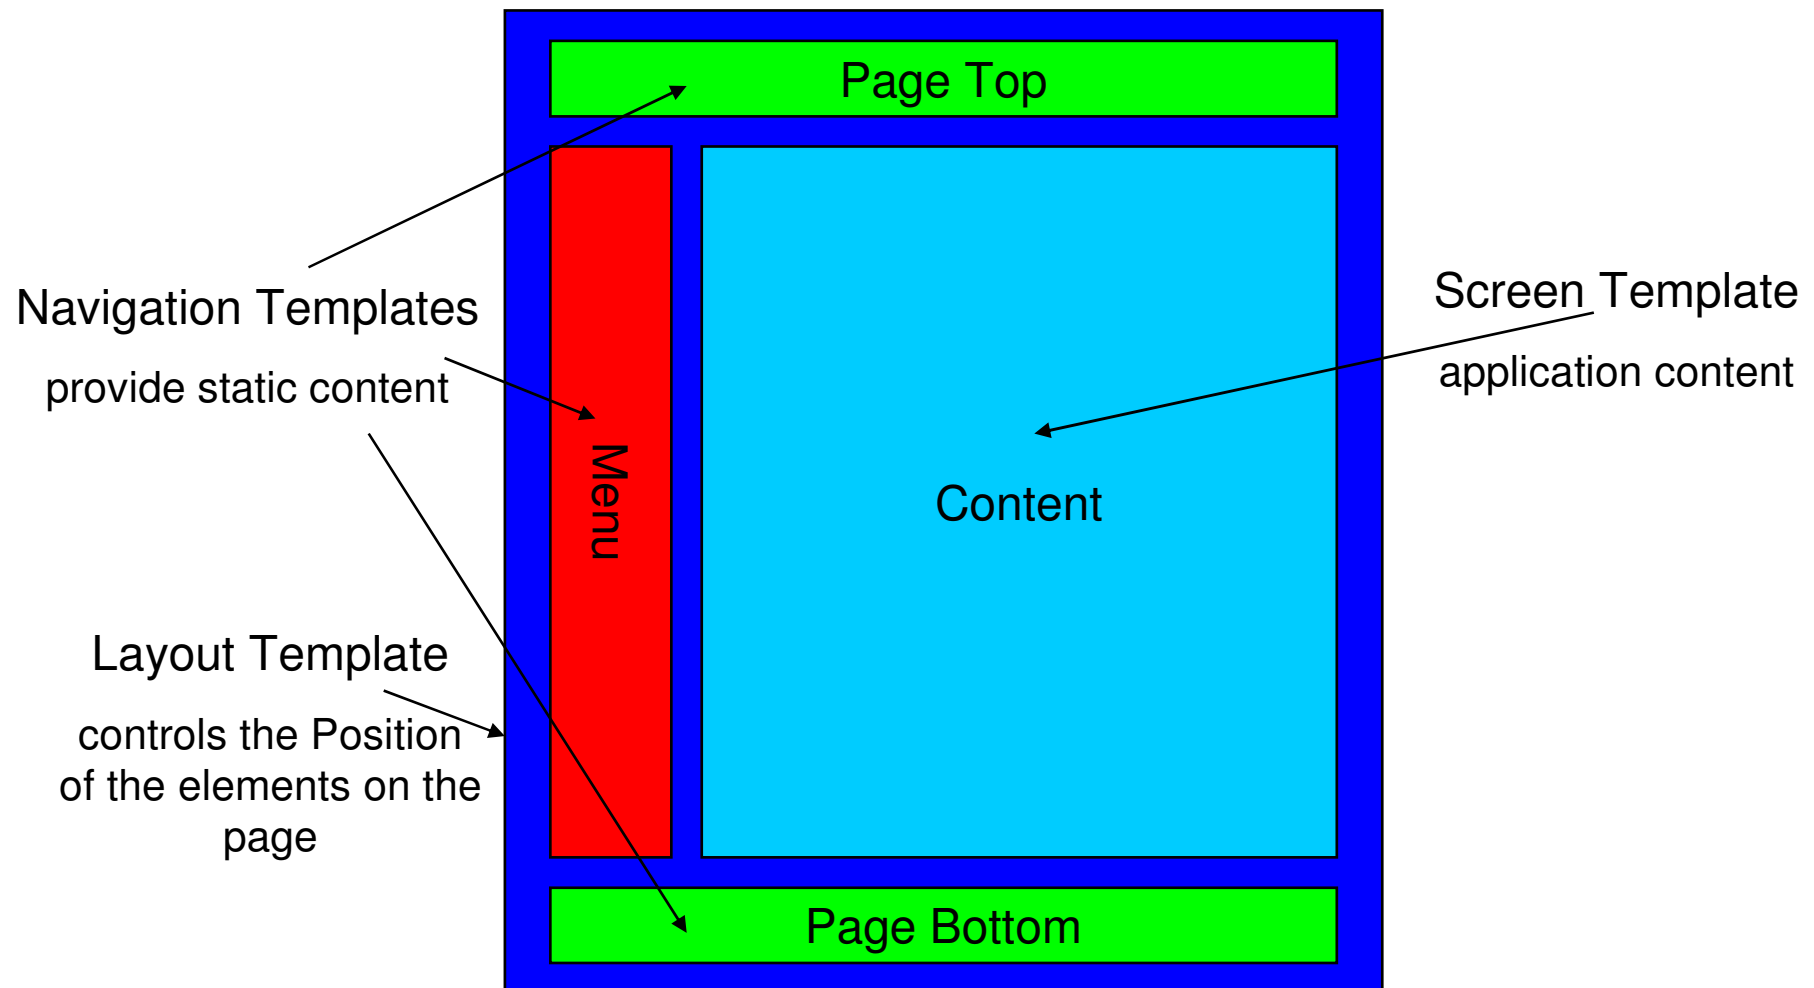 Page Top
Navigation Templates
provide static content
Menu
Content
Screen Template
application content
Layout Template
controls the Position
of the elements on the
page
Page Bottom